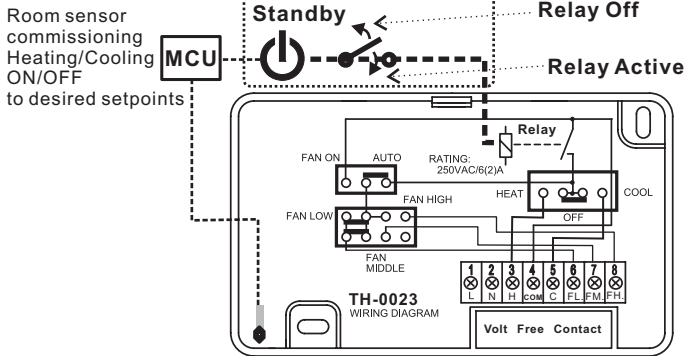 Room sensor
commissioning
Heating/Cooling
ON/OFF
to desired setpoints
MCU
Standby
Relay Off
Relay Active
Relay
FAN ON
AUTO
RATING:
250VAC/6(2)A
FAN HIGH
HEAT
COOL
OFF
FAN LOW
FAN
MIDDLE
1 2 3 4 5 6 7 8
L N H COM C FL. FM. FH.
TH-0023
WIRING DIAGRAM
Volt Free Contact